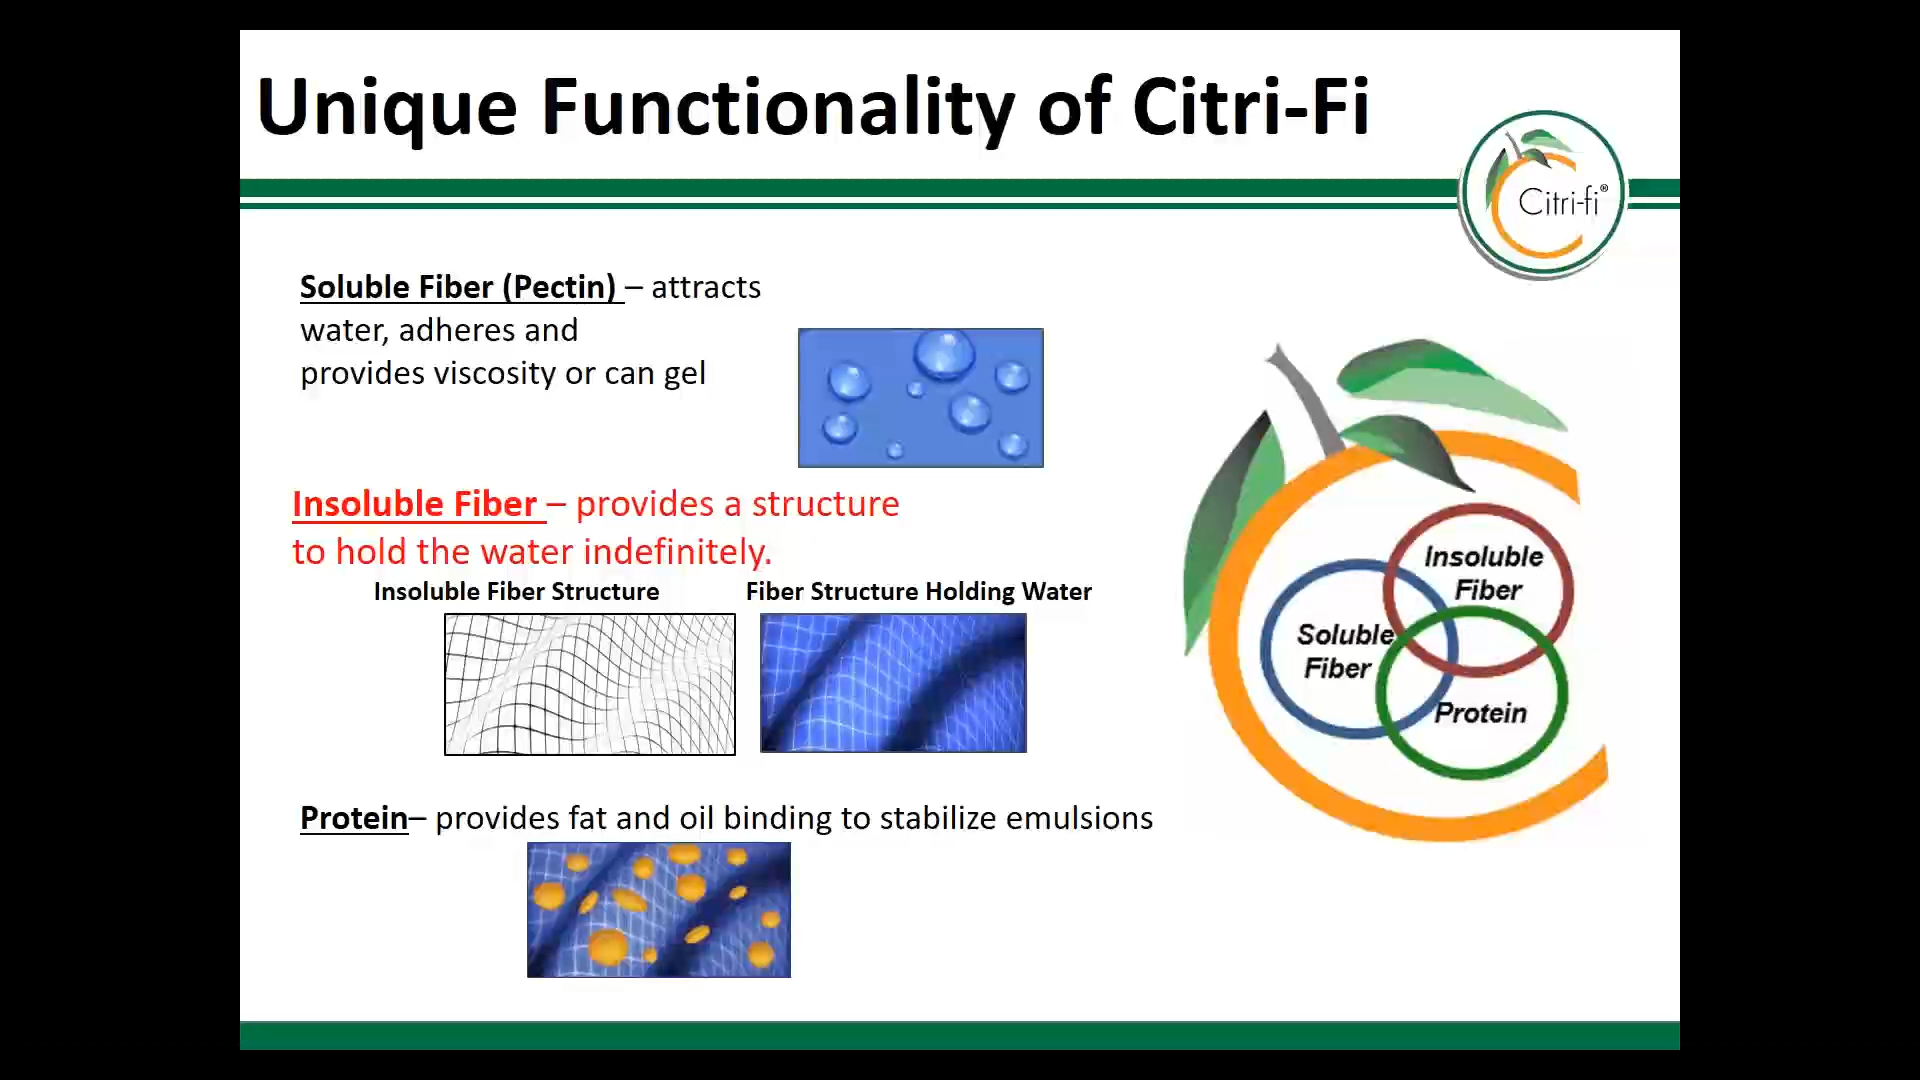 Unique Functionality of Citri-Fi
Citri-fi®
Soluble Fiber (Pectin) – attracts
water, adheres and
provides viscosity or can gel
Insoluble Fiber – provides a structure
to hold the water indefinitely.
Insoluble Fiber Structure
Fiber Structure Holding Water
Protein– provides fat and oil binding to stabilize emulsions
Insoluble
Fiber
Soluble
Fiber
Protein